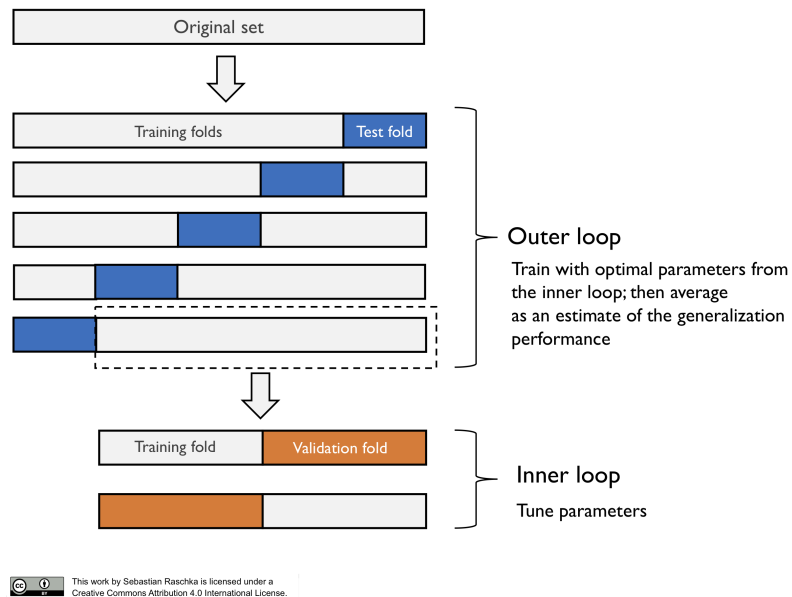 Original set
Training folds
Test fold
Outer loop
Train with optimal parameters from
the inner loop; then average
as an estimate of the generalization
performance
Training fold
Validation fold
Inner loop
Tune parameters
cc
BY
This work by Sebastian Raschka is licensed under a
Creative Commons Attribution 4.0 International License.